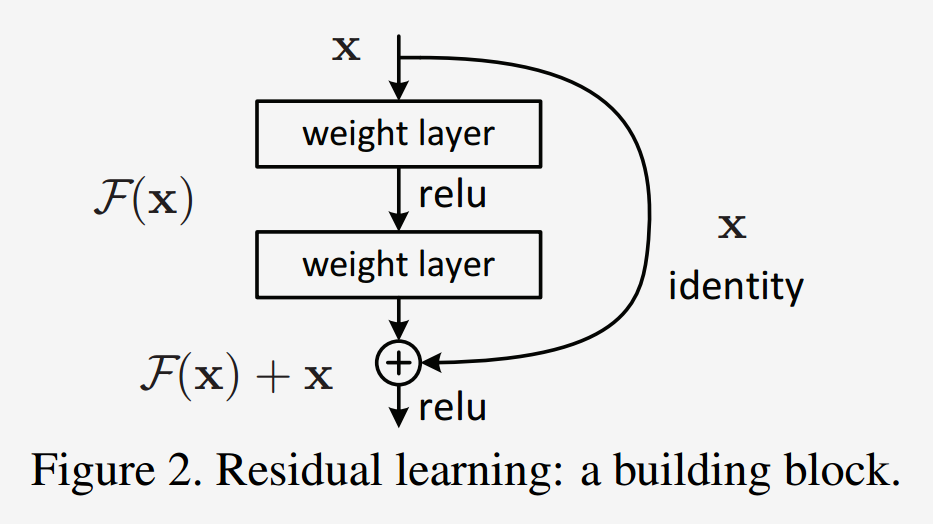 x
weight layer
relu
F(x)
weight layer
x
identity
F(x) + x
+
relu
Figure 2. Residual learning: a building block.